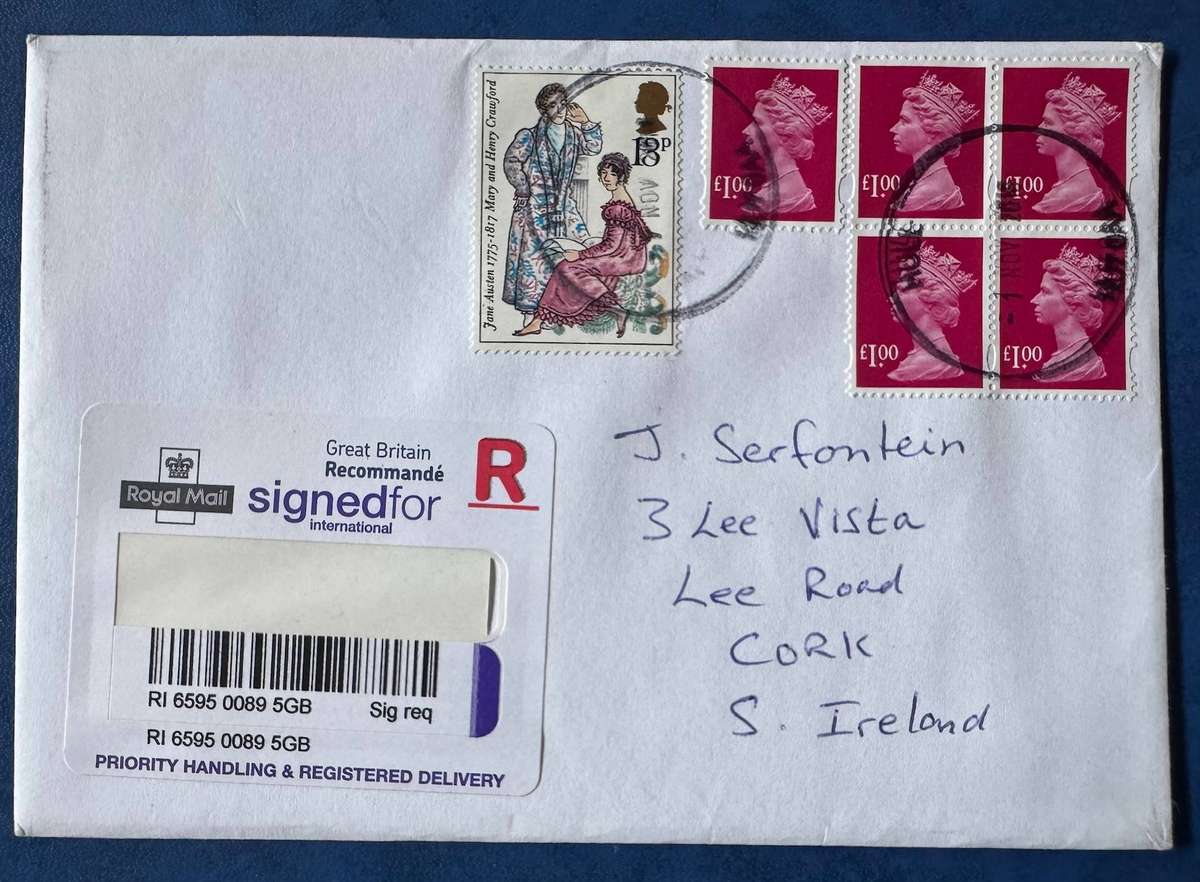 Jane Austen 1775-1817 Mary and Henry Crawford
13p
£1.00
£1.00
£1.00
£1.00
£1.00
HOVE
NOV
Great Britain
Recommandé
R
Royal Mail
signedfor
international
RI 6595 0089 5GB
Sig req
RI 6595 0089 5GB
PRIORITY HANDLING & REGISTERED DELIVERY
J. Serfontein
3 Lee Vista
Lee Road
CORK
S. Ireland